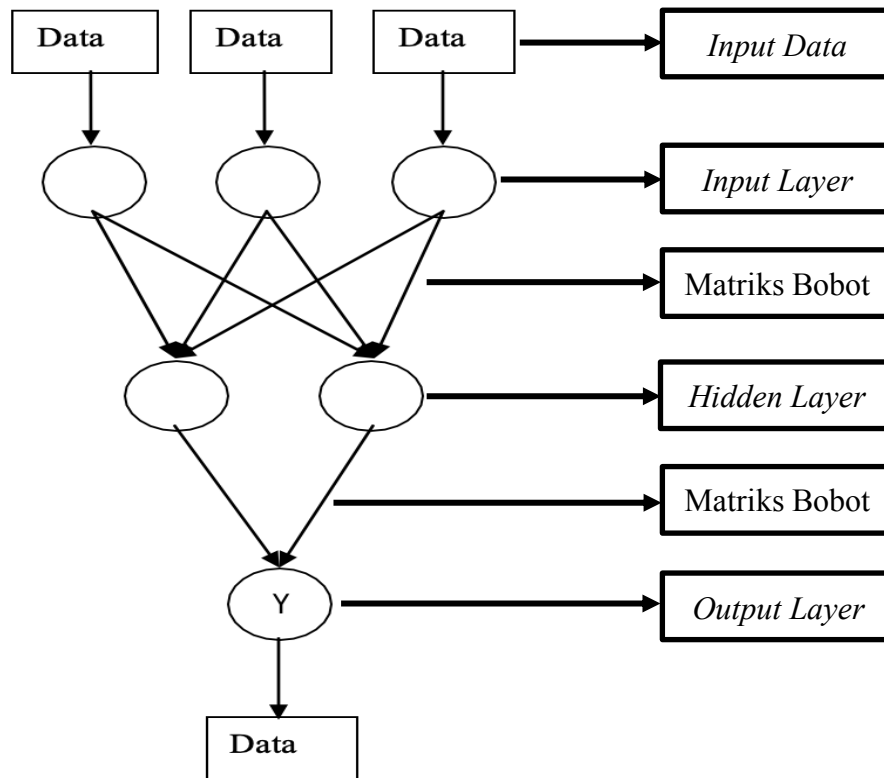 Data Data Data Input Data
Input Layer
Matriks Bobot
Hidden Layer
Matriks Bobot
Y Output Layer
Data